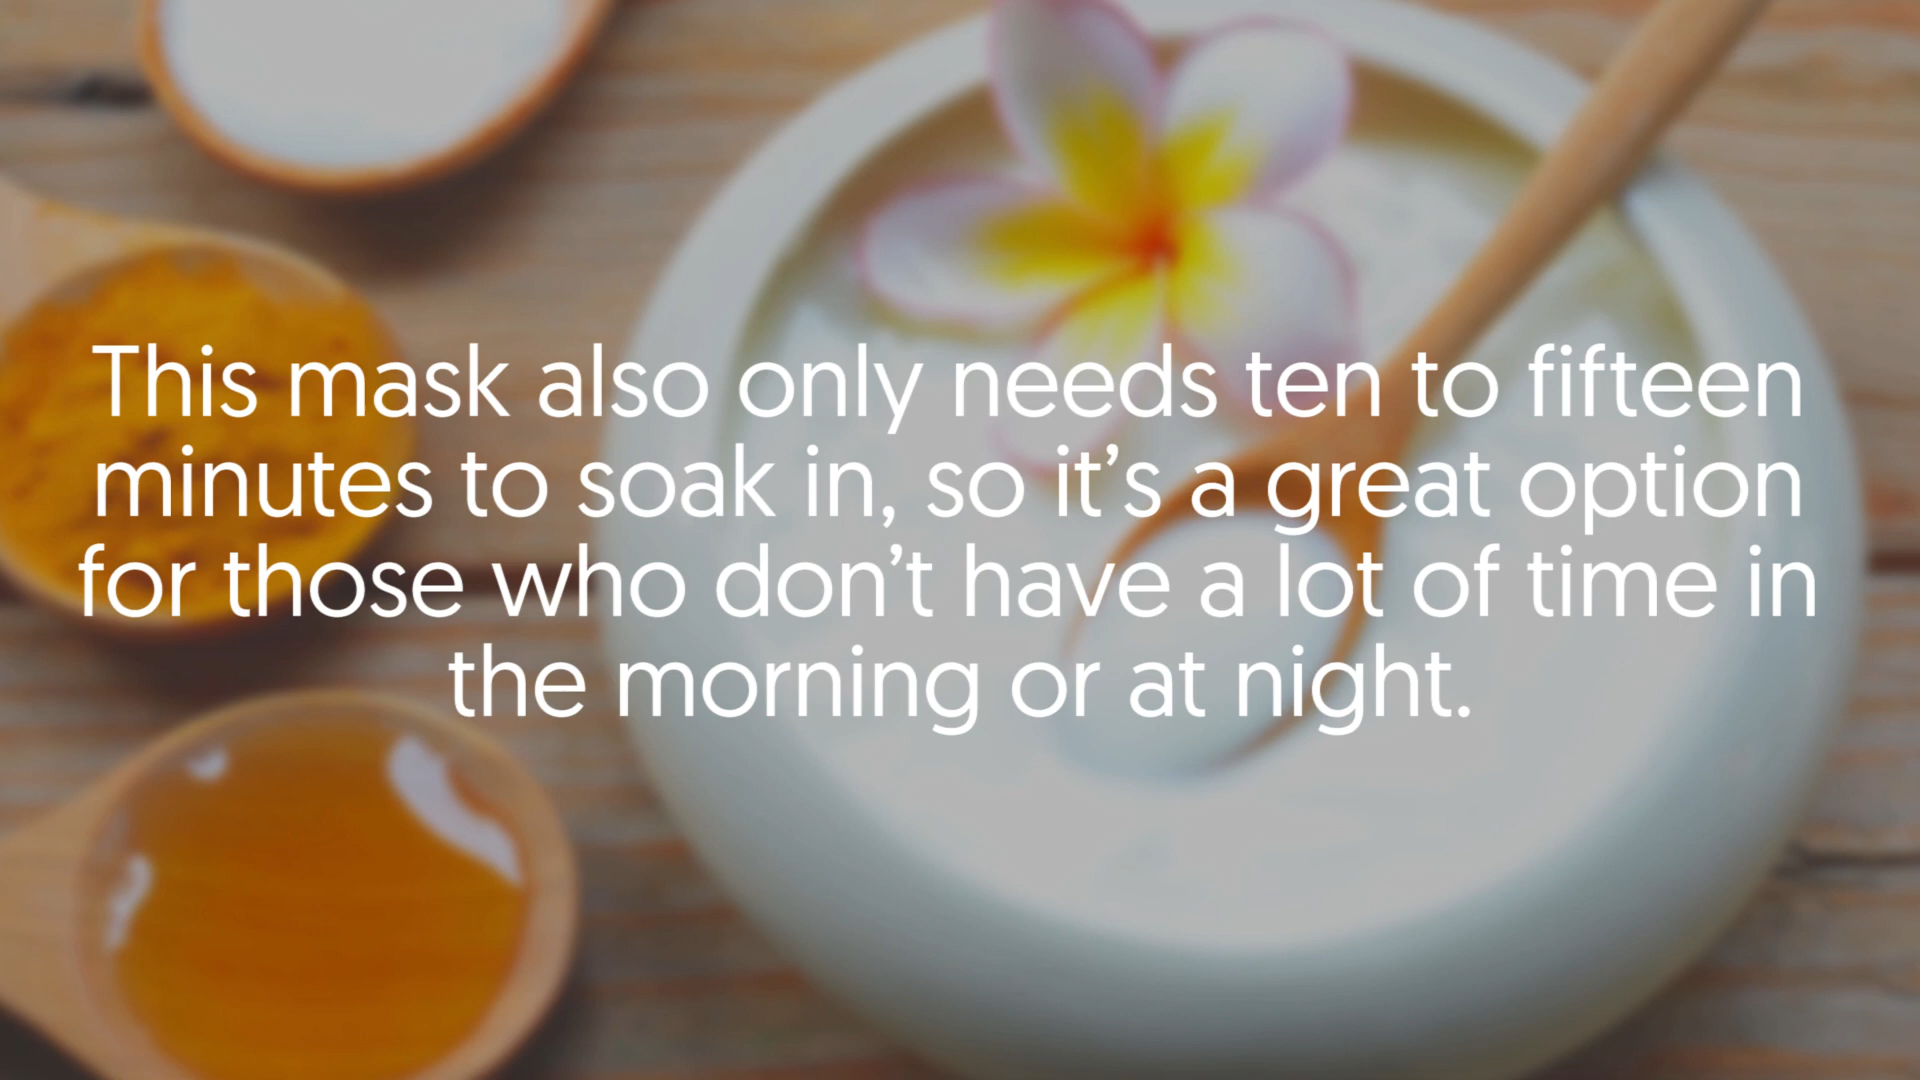 This mask also only needs ten to fifteen
minutes to soak in, so it’s a great option
for those who don’t have a lot of time in
the morning or at night.